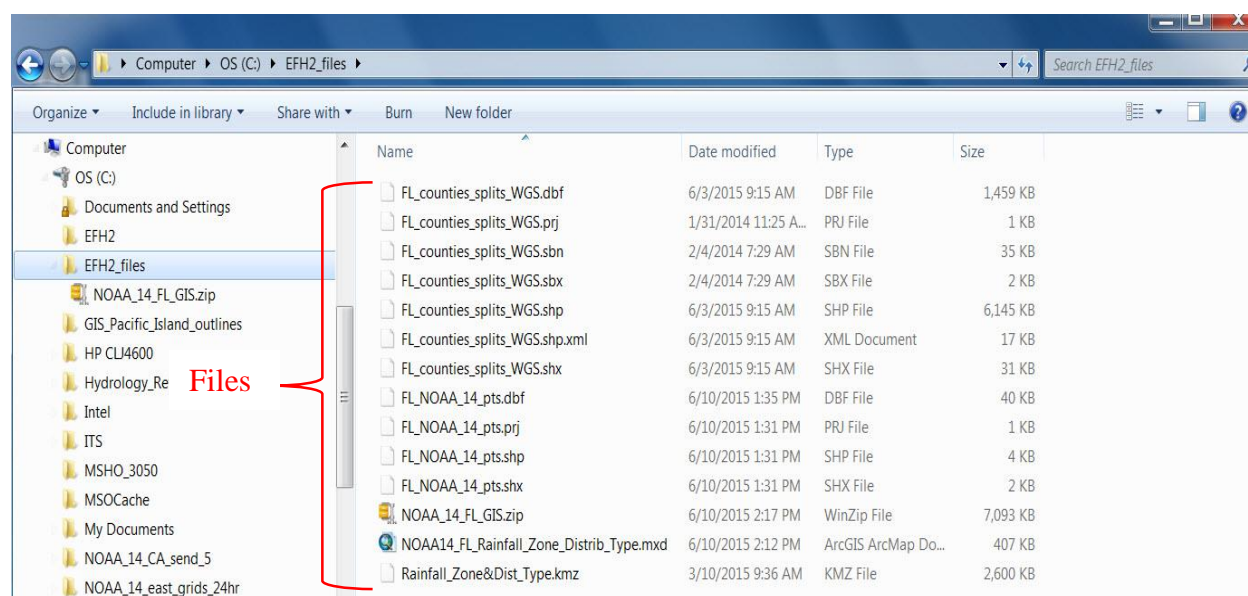 Computer OS (C:) EFH2_files Search EFH2_files
Organize Include in library Share with Burn New folder
Computer
OS (C:)
Documents and Settings
EFH2
EFH2_files
NOAA_14_FL_GIS.zip
GIS_Pacific_Island_outlines
HP CLJ4600
Hydrology_Re
Intel
ITS
MSHO_3050
MSOCache
My Documents
NOAA_14_CA_send_5
NOAA_14_east_grids_24hr
Files
Name Date modified Type Size
FL_counties_splits_WGS.dbf 6/3/2015 9:15 AM DBF File 1,459 KB
FL_counties_splits_WGS.prj 1/31/2014 11:25 A... PRJ File 1 KB
FL_counties_splits_WGS.sbn 2/4/2014 7:29 AM SBN File 35 KB
FL_counties_splits_WGS.sbx 2/4/2014 7:29 AM SBX File 2 KB
FL_counties_splits_WGS.shp 6/3/2015 9:15 AM SHP File 6,145 KB
FL_counties_splits_WGS.shp.xml 6/3/2015 9:15 AM XML Document 17 KB
FL_counties_splits_WGS.shx 6/3/2015 9:15 AM SHX File 31 KB
FL_NOAA_14_pts.dbf 6/10/2015 1:35 PM DBF File 40 KB
FL_NOAA_14_pts.prj 6/10/2015 1:31 PM PRJ File 1 KB
FL_NOAA_14_pts.shp 6/10/2015 1:31 PM SHP File 4 KB
FL_NOAA_14_pts.shx 6/10/2015 1:31 PM SHX File 2 KB
NOAA_14_FL_GIS.zip 6/10/2015 2:17 PM WinZip File 7,093 KB
NOAA14_FL_Rainfall_Zone_Distrib_Type.mxd 6/10/2015 2:12 PM ArcGIS ArcMap Do... 407 KB
Rainfall_Zone&Dist_Type.kmz 3/10/2015 9:36 AM KMZ File 2,600 KB